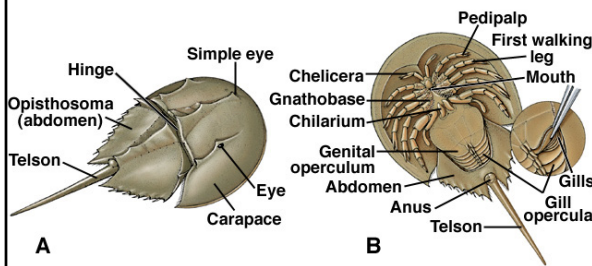 Simple eye
Hinge
Opisthosoma
(abdomen)
Telson
Eye
Carapace
A
Pedipalp
First walking
leg
Mouth
Chelicera
Gnathobase
Chilarium
Genital
operculum
Abdomen
Anus
Telson
Gills
Gill
opercula
B